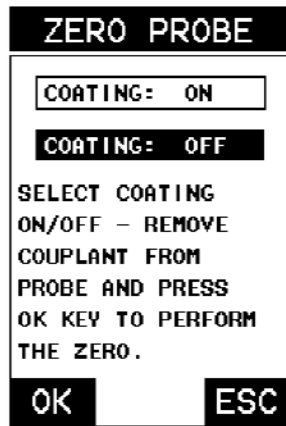 ZERO PROBE
COATING: ON
COATING: OFF
SELECT COATING
ON/OFF – REMOVE
COUPLANT FROM
PROBE AND PRESS
OK KEY TO PERFORM
THE ZERO.
OK ESC